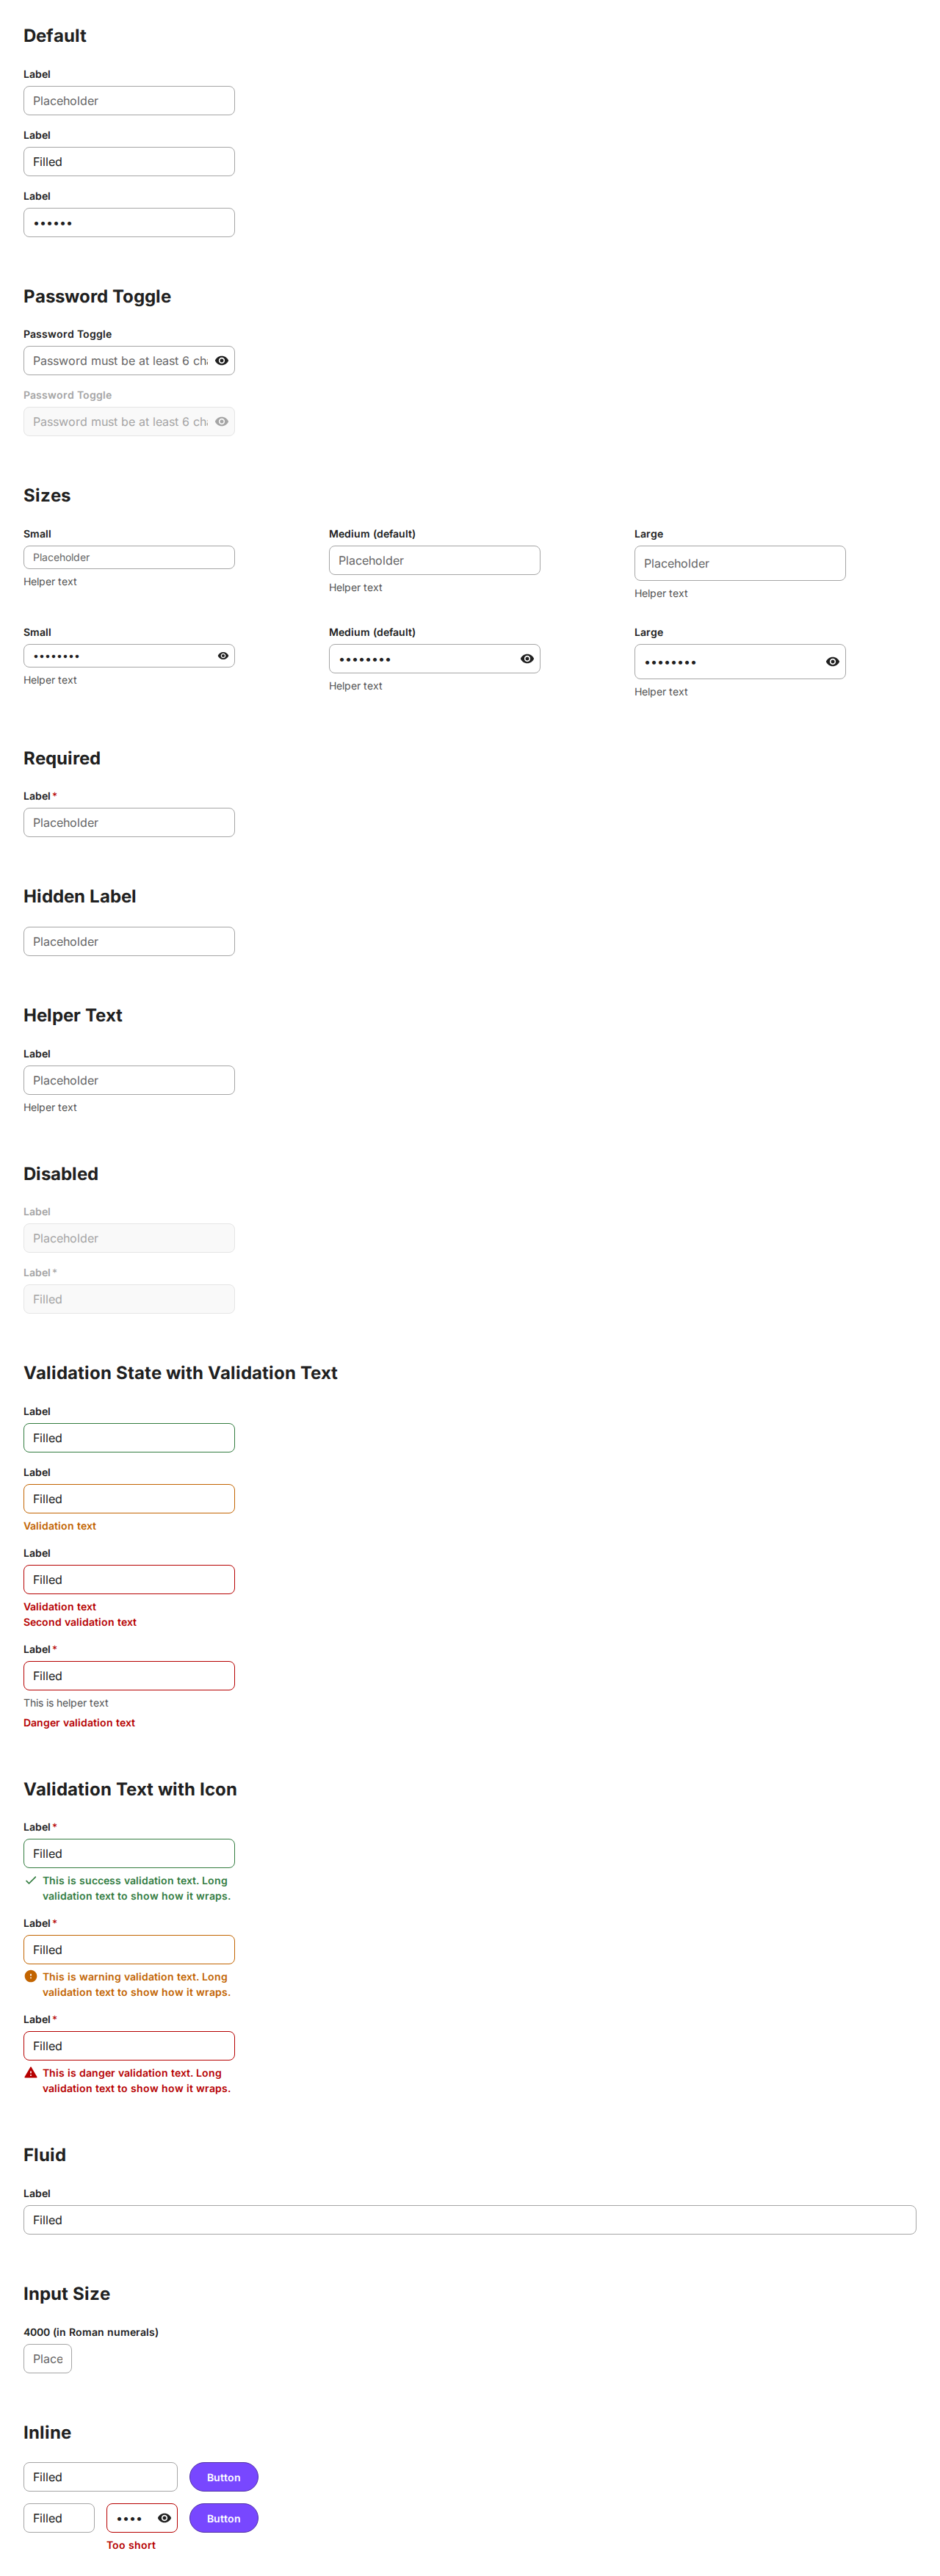 Default
Label
Placeholder
Label
Filled
Label
••••••
Password Toggle
Password Toggle
Password must be at least 6 cha
Password Toggle
Password must be at least 6 cha
Sizes
Small Medium (default) Large
Placeholder Placeholder Placeholder
Helper text Helper text Helper text
Small Medium (default) Large
•••••••• •••••••• ••••••••
Helper text Helper text Helper text
Required
Label*
Placeholder
Hidden Label
Placeholder
Helper Text
Label
Placeholder
Helper text
Disabled
Label
Placeholder
Label*
Filled
Validation State with Validation Text
Label
Filled
Label
Filled
Validation text
Label
Filled
Validation text
Second validation text
Label*
Filled
This is helper text
Danger validation text
Validation Text with Icon
Label*
Filled
This is success validation text. Long
validation text to show how it wraps.
Label*
Filled
This is warning validation text. Long
validation text to show how it wraps.
Label*
Filled
This is danger validation text. Long
validation text to show how it wraps.
Fluid
Label
Filled
Input Size
4000 (in Roman numerals)
Place
Inline
Filled Button
Filled •••• Button
Too short